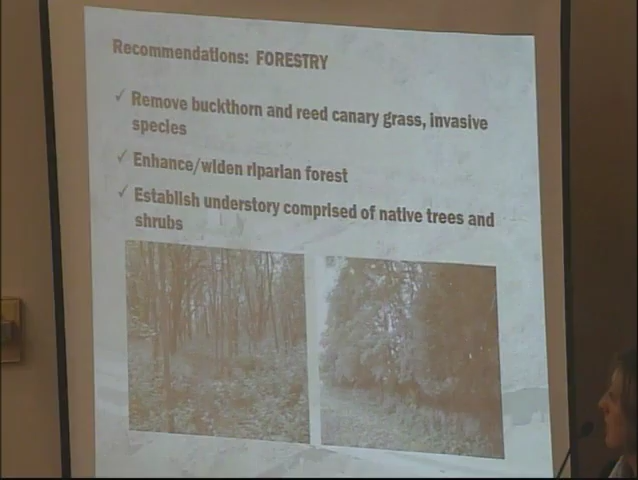 Recommendations: FORESTRY
✓ Remove buckthorn and reed canary grass, invasive
species
✓ Enhance/widen riparian forest
✓ Establish understory comprised of native trees and
shrubs